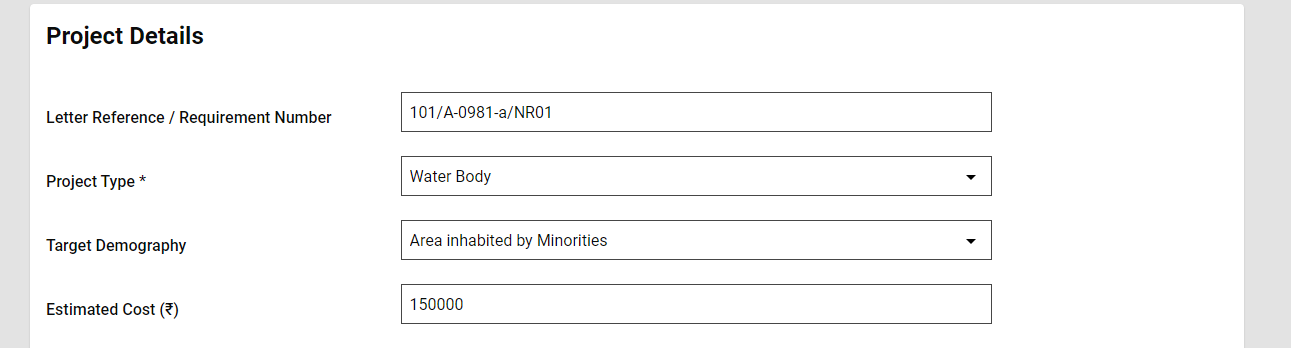 Project Details
Letter Reference / Requirement Number 101/A-0981-a/NR01
Project Type * Water Body
Target Demography Area inhabited by Minorities
Estimated Cost (₹) 150000